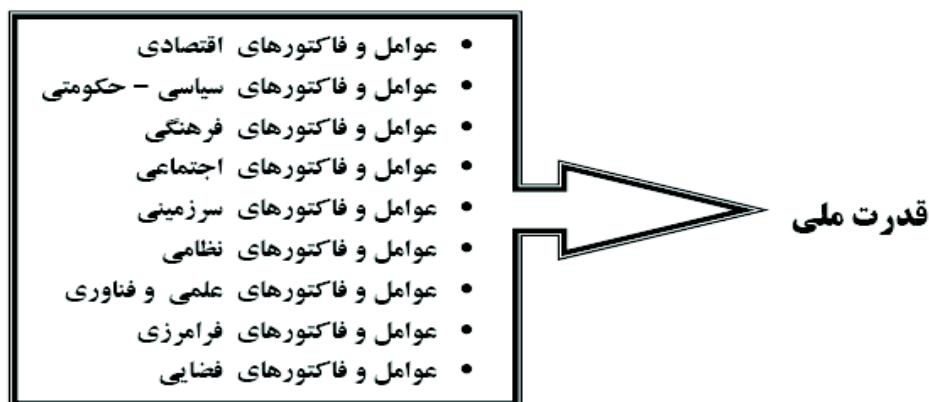 • عوامل و فاکتورهای اقتصادی
• عوامل و فاکتورهای سیاسی – حکومتی
• عوامل و فاکتورهای فرهنگی
• عوامل و فاکتورهای اجتماعی
• عوامل و فاکتورهای سرزمینی
• عوامل و فاکتورهای نظامی
• عوامل و فاکتورهای علمی و فناوری
• عوامل و فاکتورهای فرامرزی
• عوامل و فاکتورهای فضایی
قدرت ملی